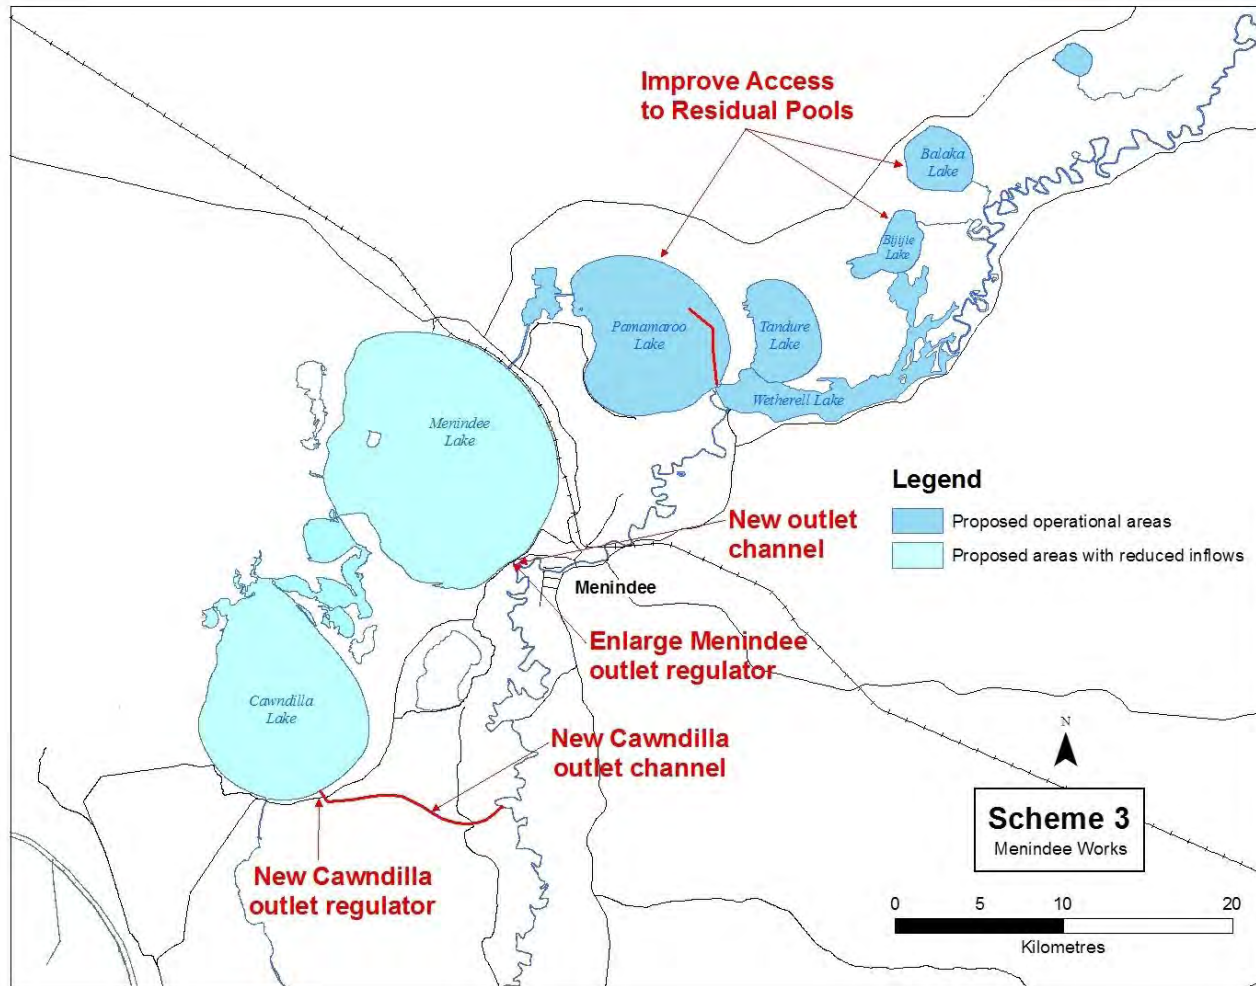 Improve Access
to Residual Pools
Balaka
Lake
Bijijie
Lake
Pamamaroo
Lake
Tandure
Lake
Wetherell Lake
Menindee
Lake
Legend
Proposed operational areas
Proposed areas with reduced inflows
New outlet
channel
Menindee
Enlarge Menindee
outlet regulator
Cawndilla
Lake
New Cawndilla
outlet channel
N
Scheme 3
Menindee Works
New Cawndilla
outlet regulator
0 5 10 20
Kilometres